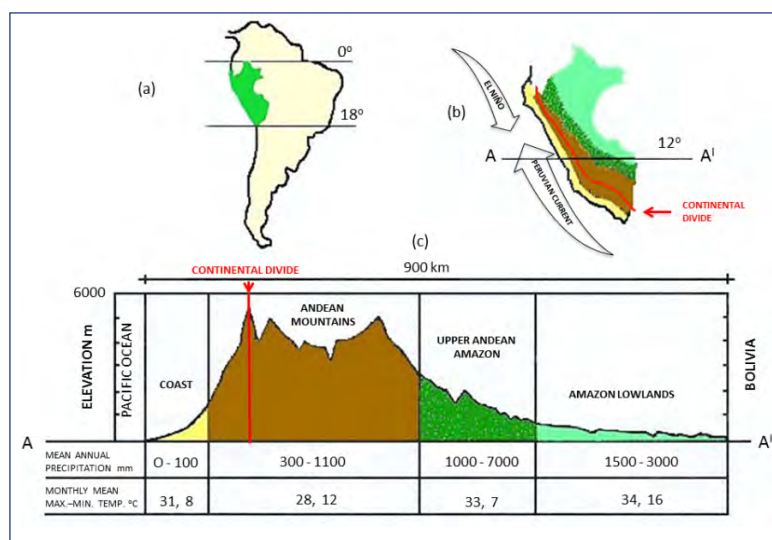 (a)
0°
18°
EL NIÑO
(b)
12°
A
A|
PERUVIAN CURRENT
CONTINENTAL
DIVIDE
(c)
900 km
CONTINENTAL DIVIDE
6000
ELEVATION m
PACIFIC OCEAN
COAST
ANDEAN
MOUNTAINS
UPPER ANDEAN
AMAZON
AMAZON LOWLANDS
BOLIVIA
A
A|
MEAN ANNUAL
PRECIPITATION mm
O - 100
300-1100
1000-7000
1500-3000
MONTHLY MEAN
MAX.–MIN. TEMP. °C
31, 8
28, 12
33, 7
34, 16